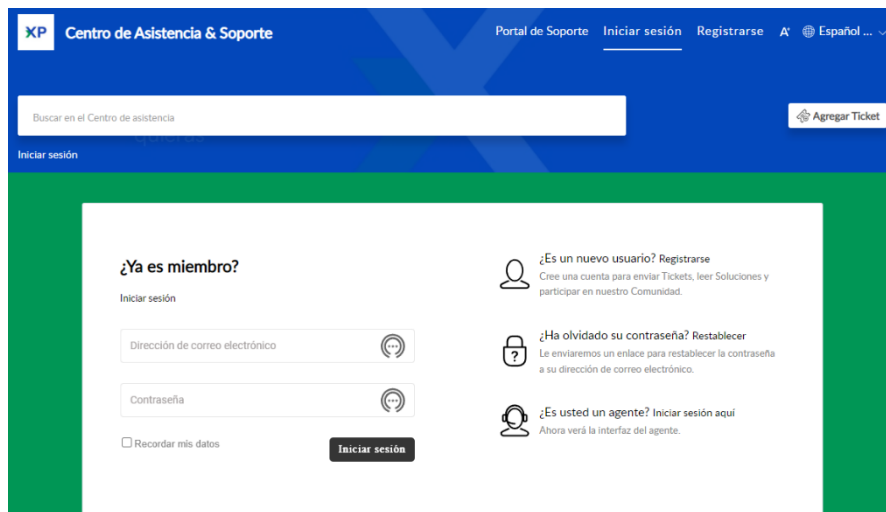 XP Centro de Asistencia & Soporte
Portal de Soporte Iniciar sesión Registrarse A+ Español ...
Buscar en el Centro de asistencia
quieras
Agregar Ticket
Iniciar sesión
¿Ya es miembro?
Iniciar sesión
Dirección de correo electrónico
Contraseña
Recordar mis datos
Iniciar sesión
¿Es un nuevo usuario? Registrarse
Cree una cuenta para enviar Tickets, leer Soluciones y
participar en nuestro Comunidad.
¿Ha olvidado su contraseña? Restablecer
Le enviaremos un enlace para restablecer la contraseña
a su dirección de correo electrónico.
¿Es usted un agente? Iniciar sesión aquí
Ahora verá la interfaz del agente.